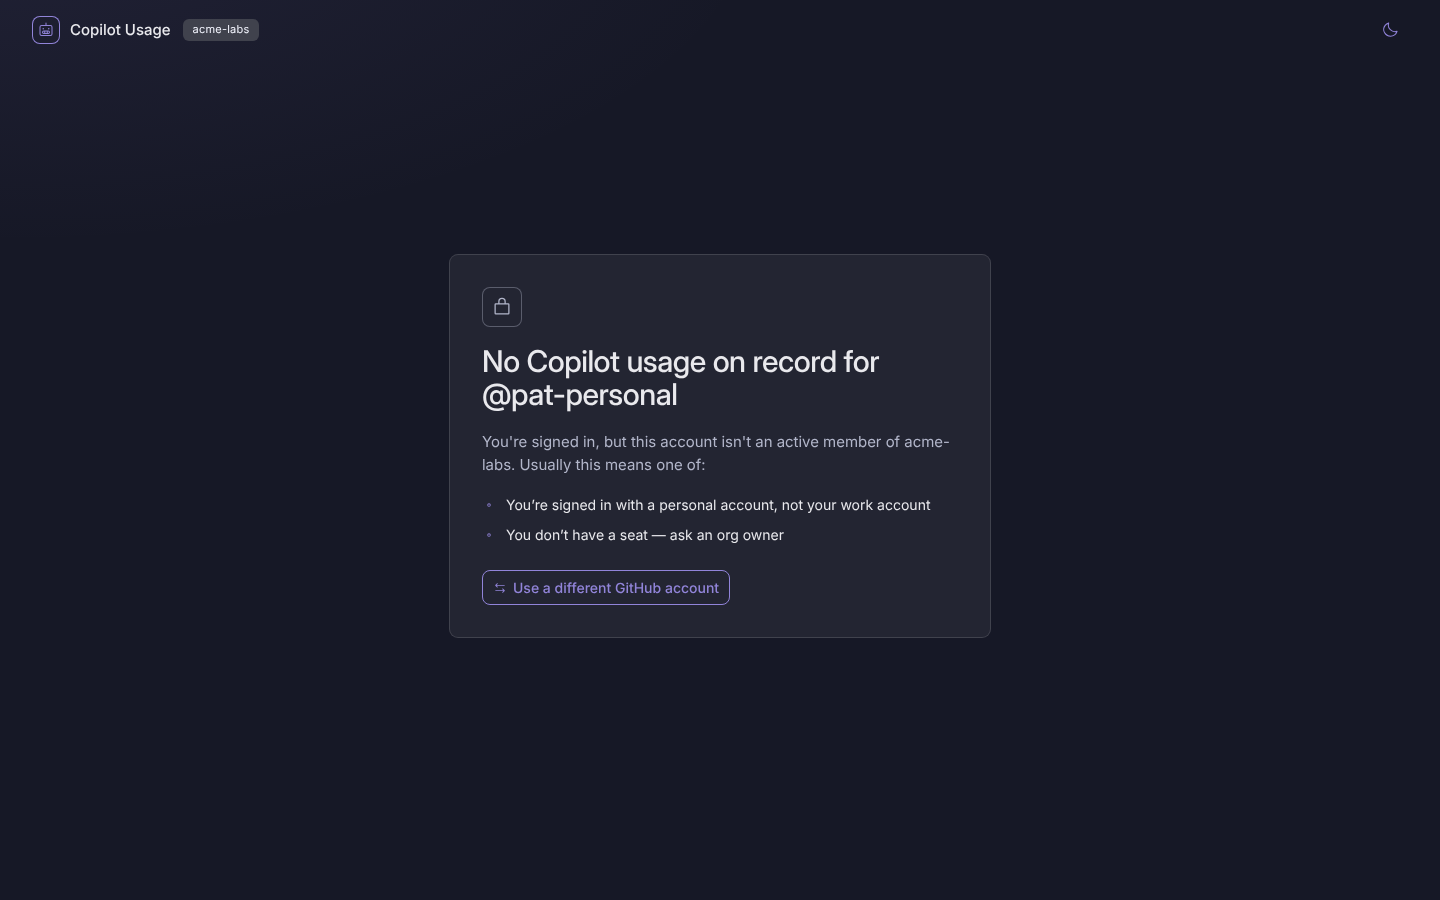 Copilot Usage acme-labs
No Copilot usage on record for
@pat-personal
You're signed in, but this account isn't an active member of acme-
labs. Usually this means one of:
You’re signed in with a personal account, not your work account
You don’t have a seat — ask an org owner
Use a different GitHub account